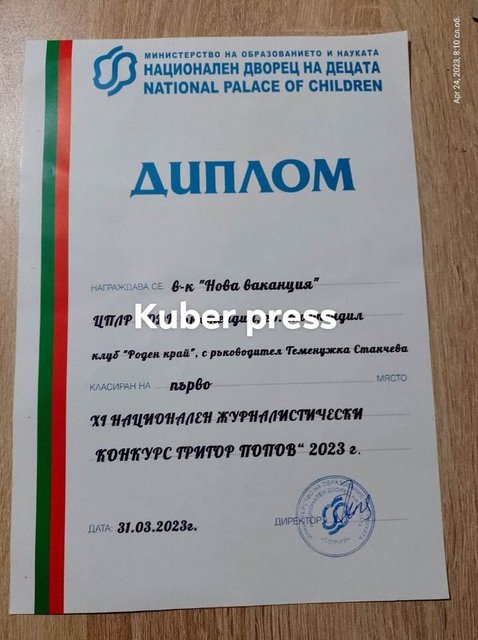 Apr 24, 2023, 8:10 сл.об.
МИНИСТЕРСТВО НА ОБРАЗОВАНИЕТО И НАУКАТА
НАЦИОНАЛЕН ДВОРЕЦ НА ДЕЦАТА
NATIONAL PALACE OF CHILDREN
ДИПЛОМ
НАГРАЖДАВА СЕ: в-к "Нова ваканция"
ЦПЛР
Kuber press
клуб "Роден край", с ръководител Теменужка Станчева
КЛАСИРАН НА първо МЯСТО
XI НАЦИОНАЛЕН ЖУРНАЛИСТИЧЕСКИ
КОНКУРС ГРИГОР ПОПОВ“ 2023 г.
ДАТА: 31.03.2023г. ДИРЕКТОР